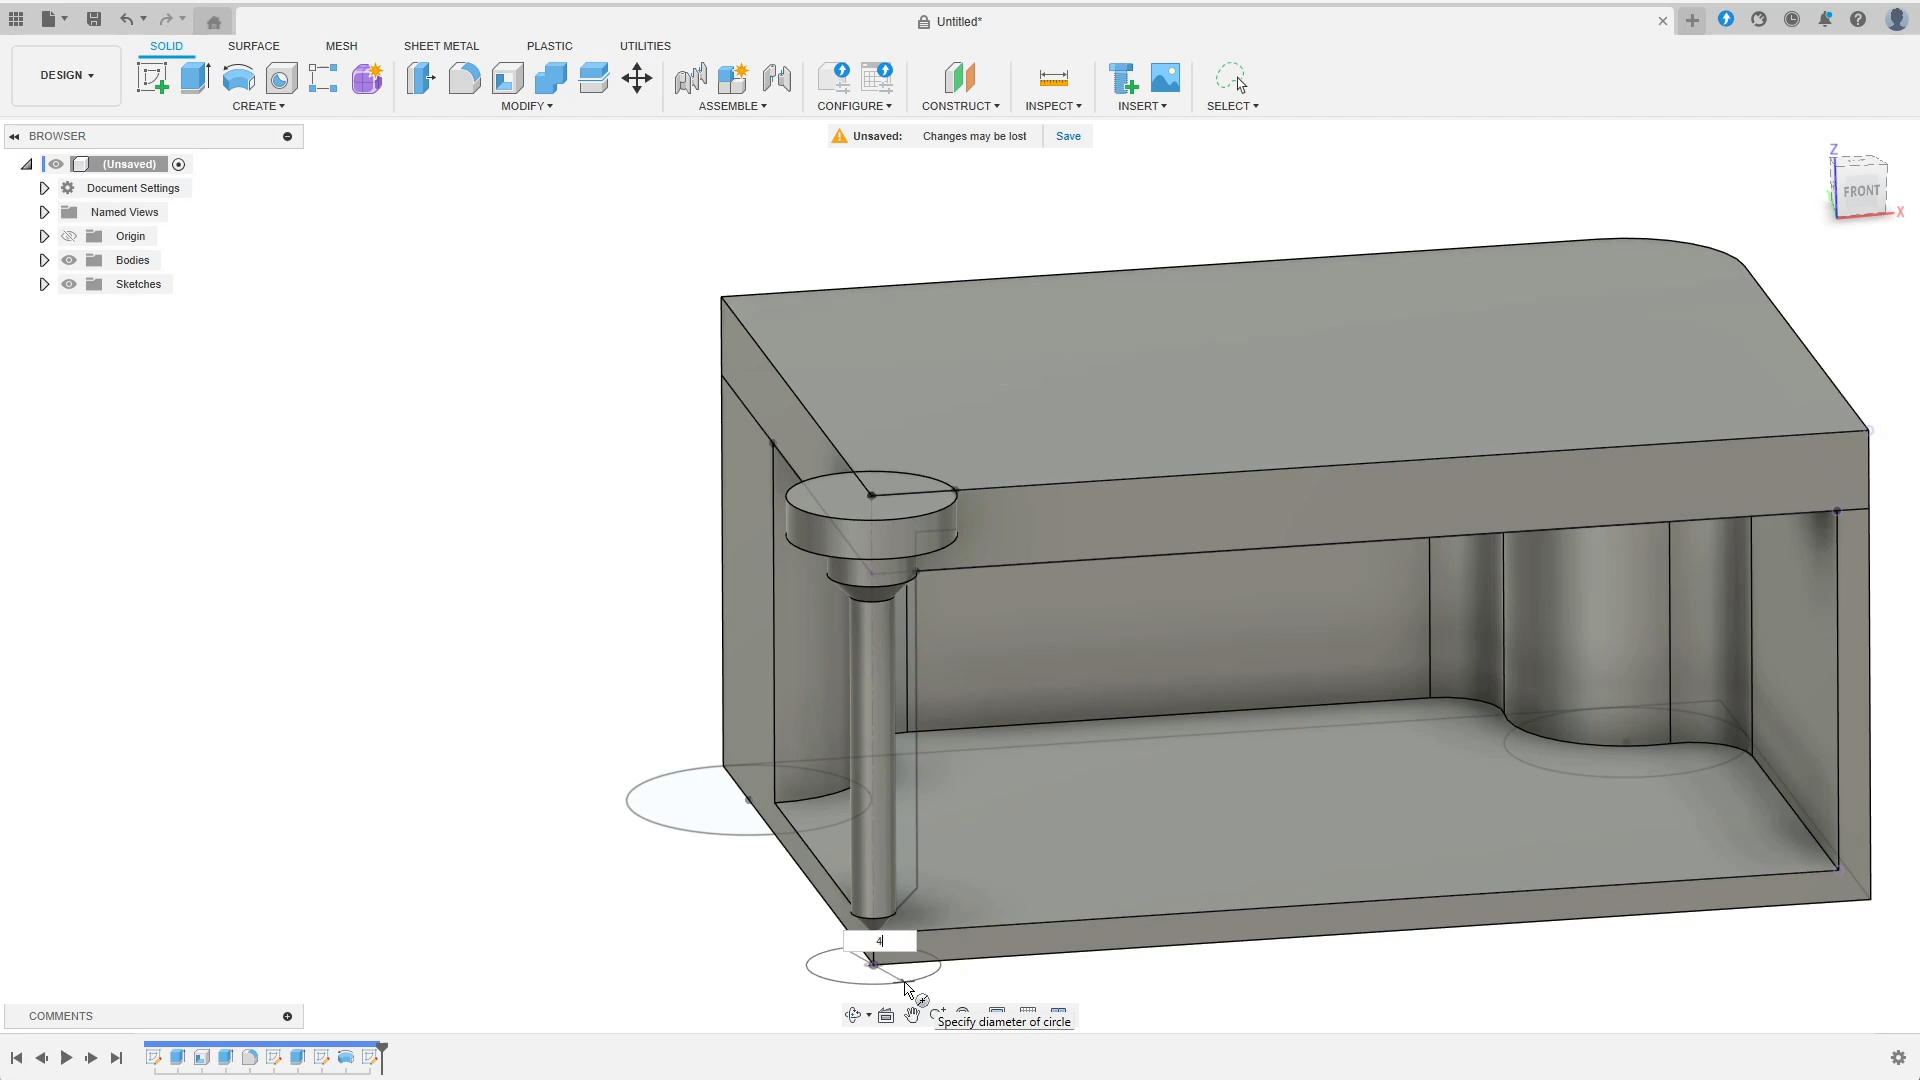 Untitled*
DESIGN
SOLID
SURFACE
MESH
SHEET METAL
PLASTIC
UTILITIES
CREATE
MODIFY
ASSEMBLE
CONFIGURE
CONSTRUCT
INSPECT
INSERT
SELECT
BROWSER
Unsaved: Changes may be lost Save
(Unsaved)
Document Settings
Named Views
Origin
Bodies
Sketches
Z
FRONT
X
4
Specify diameter of circle
COMMENTS